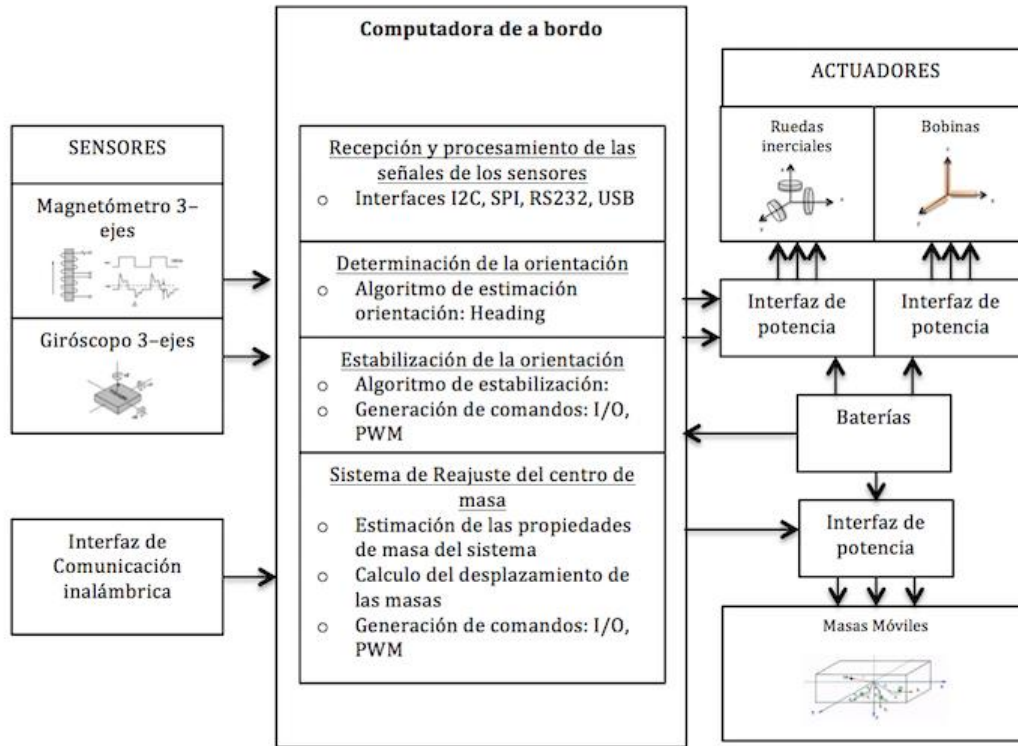 Computadora de a bordo
SENSORES
Magnetómetro 3–
ejes
Giróscopo 3–ejes
Interfaz de
Comunicación
inalámbrica
Recepción y procesamiento de las
señales de los sensores
o Interfaces I2C, SPI, RS232, USB
Determinación de la orientación
o Algoritmo de estimación
orientación: Heading
Estabilización de la orientación
o Algoritmo de estabilización:
o Generación de comandos: I/O,
PWM
Sistema de Reajuste del centro de
masa
o Estimación de las propiedades
de masa del sistema
o Calculo del desplazamiento de
las masas
o Generación de comandos: I/O,
PWM
ACTUADORES
Ruedas
inerciales
Bobinas
Interfaz de
potencia
Interfaz de
potencia
Baterías
Interfaz de
potencia
Masas Móviles